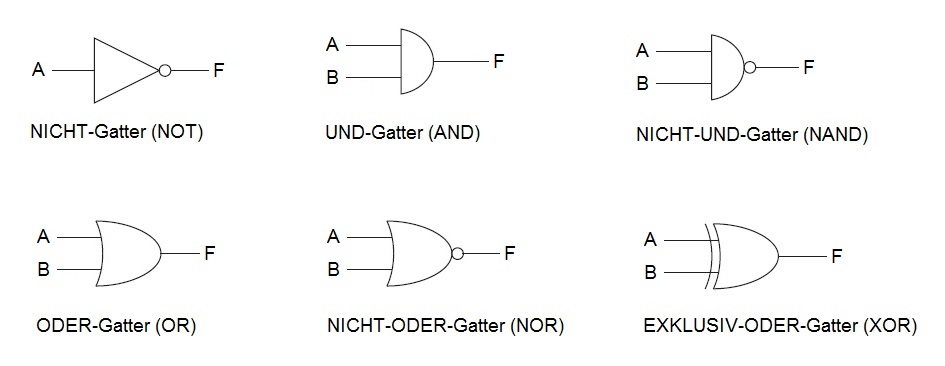 A F
NICHT-Gatter (NOT)
A
B
F
UND-Gatter (AND)
A
B
F
NICHT-UND-Gatter (NAND)
A
B
F
ODER-Gatter (OR)
A
B
F
NICHT-ODER-Gatter (NOR)
A
B
F
EXKLUSIV-ODER-Gatter (XOR)